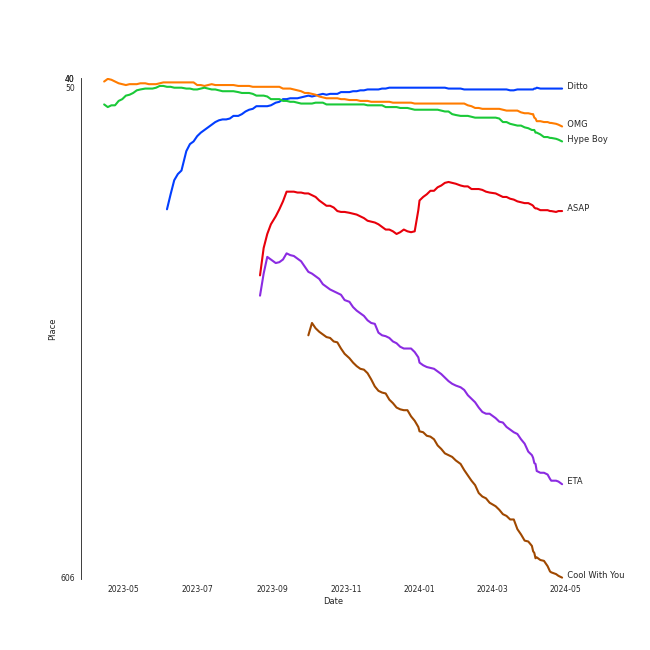 40
50
Ditto
OMG
Hype Boy
ASAP
Place
ETA
Cool With You
606
2023-05 2023-07 2023-09 2023-11 2024-01 2024-03 2024-05
Date